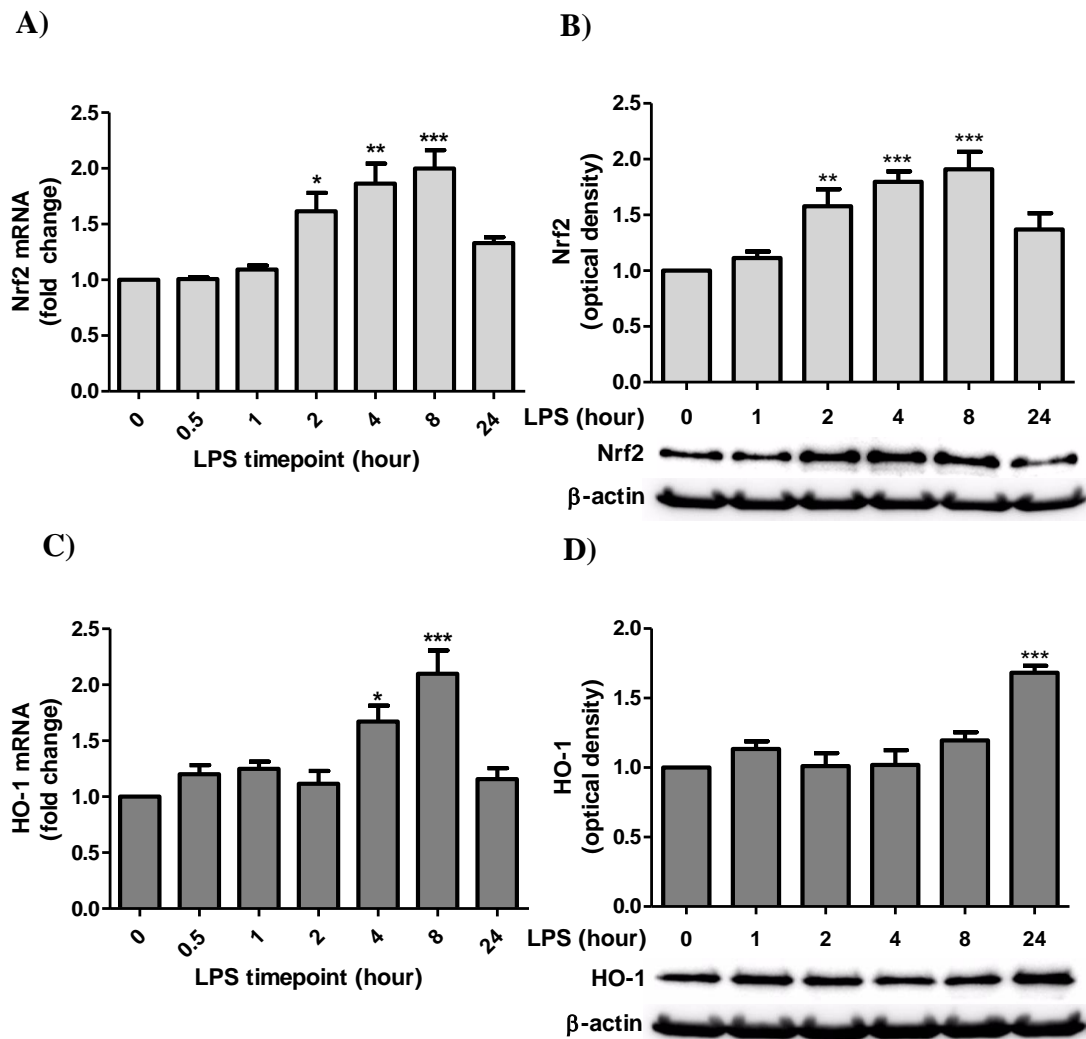 A)
Nrf2 mRNA
(fold change)
2.5
2.0
1.5
1.0
0.5
0.0
*
**
***
0 0.5 1 2 4 8 24
LPS timepoint (hour)
B)
Nrf2
(optical density)
2.5
2.0
1.5
1.0
0.5
0.0
**
***
***
LPS (hour) 0 1 2 4 8 24
Nrf2
β-actin
C)
HO-1 mRNA
(fold change)
2.5
2.0
1.5
1.0
0.5
0.0
*
***
0 0.5 1 2 4 8 24
LPS timepoint (hour)
D)
HO-1
(optical density)
2.0
1.5
1.0
0.5
0.0
***
LPS (hour) 0 1 2 4 8 24
HO-1
β-actin